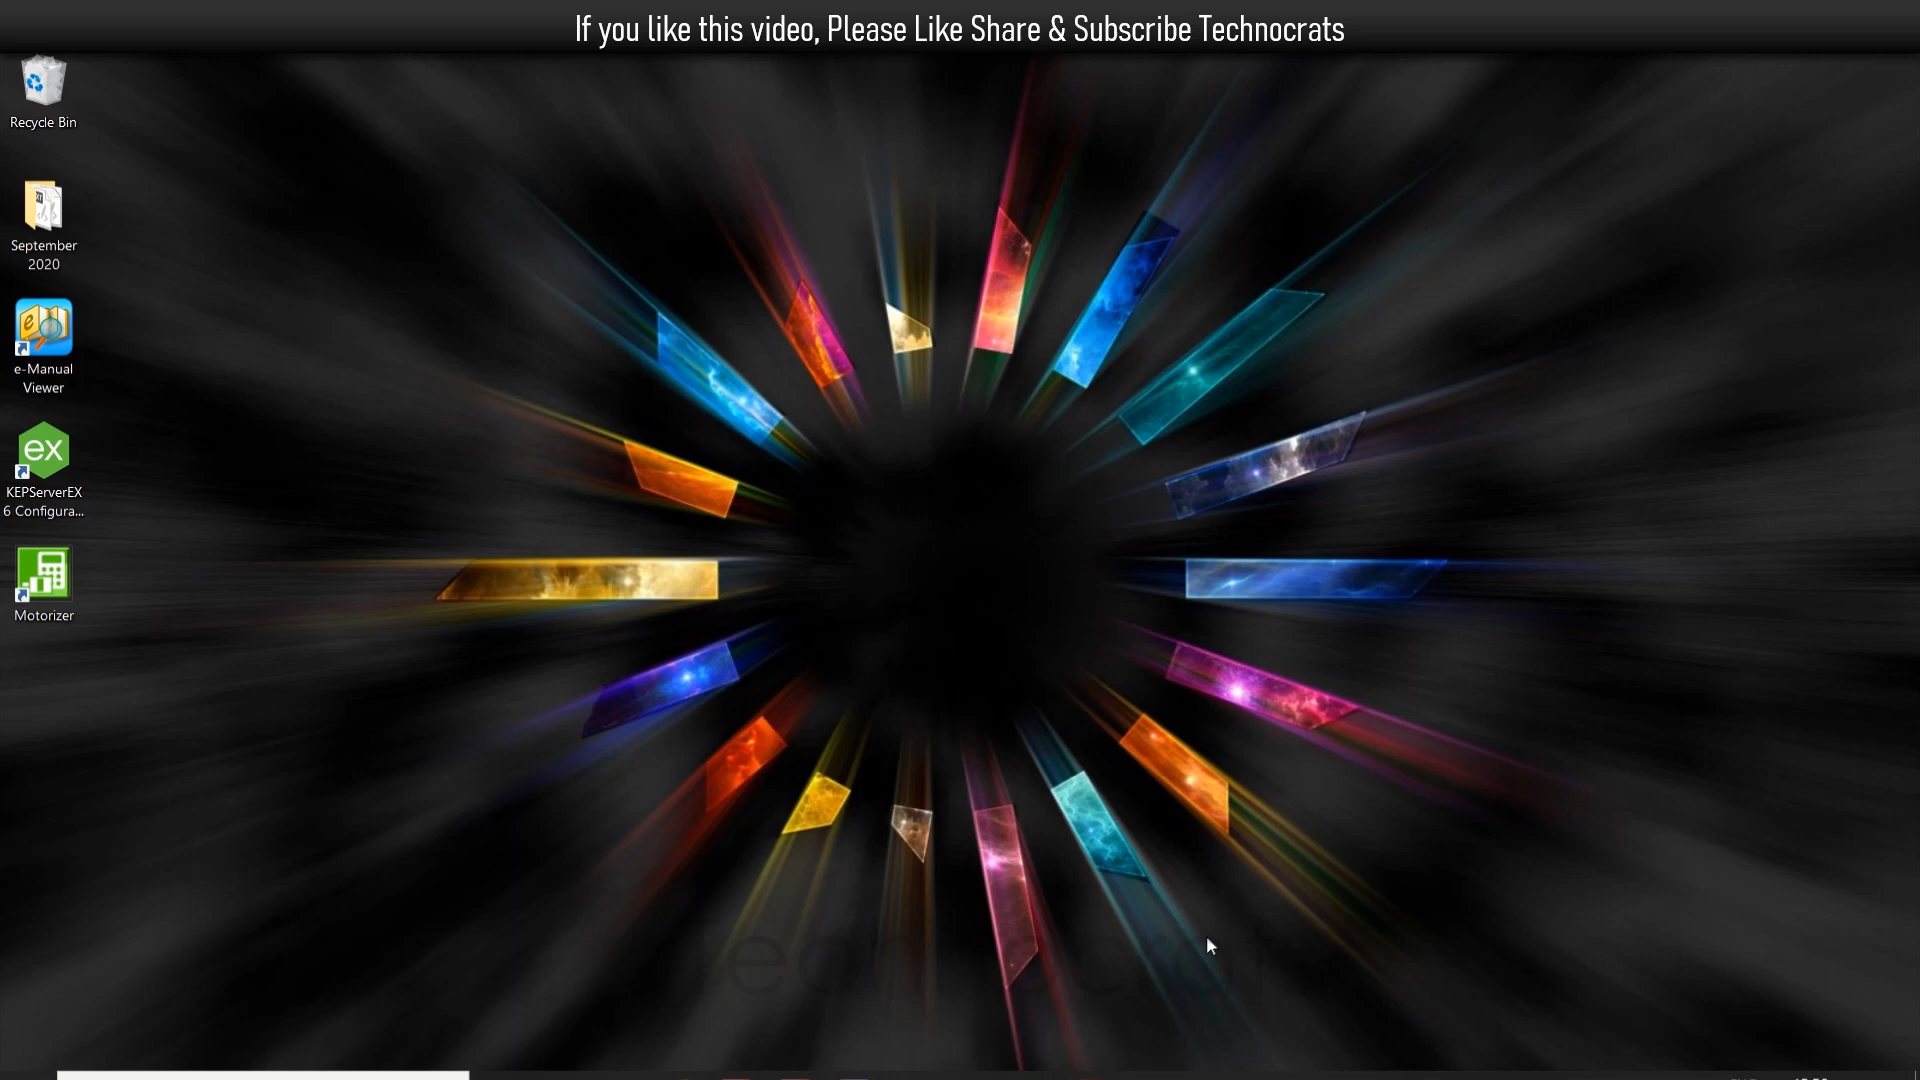 If you like this video, Please Like Share & Subscribe Technocrats
Recycle Bin
September
2020
e-Manual
Viewer
ex
KEPServerEX
6 Configura...
Motorizer